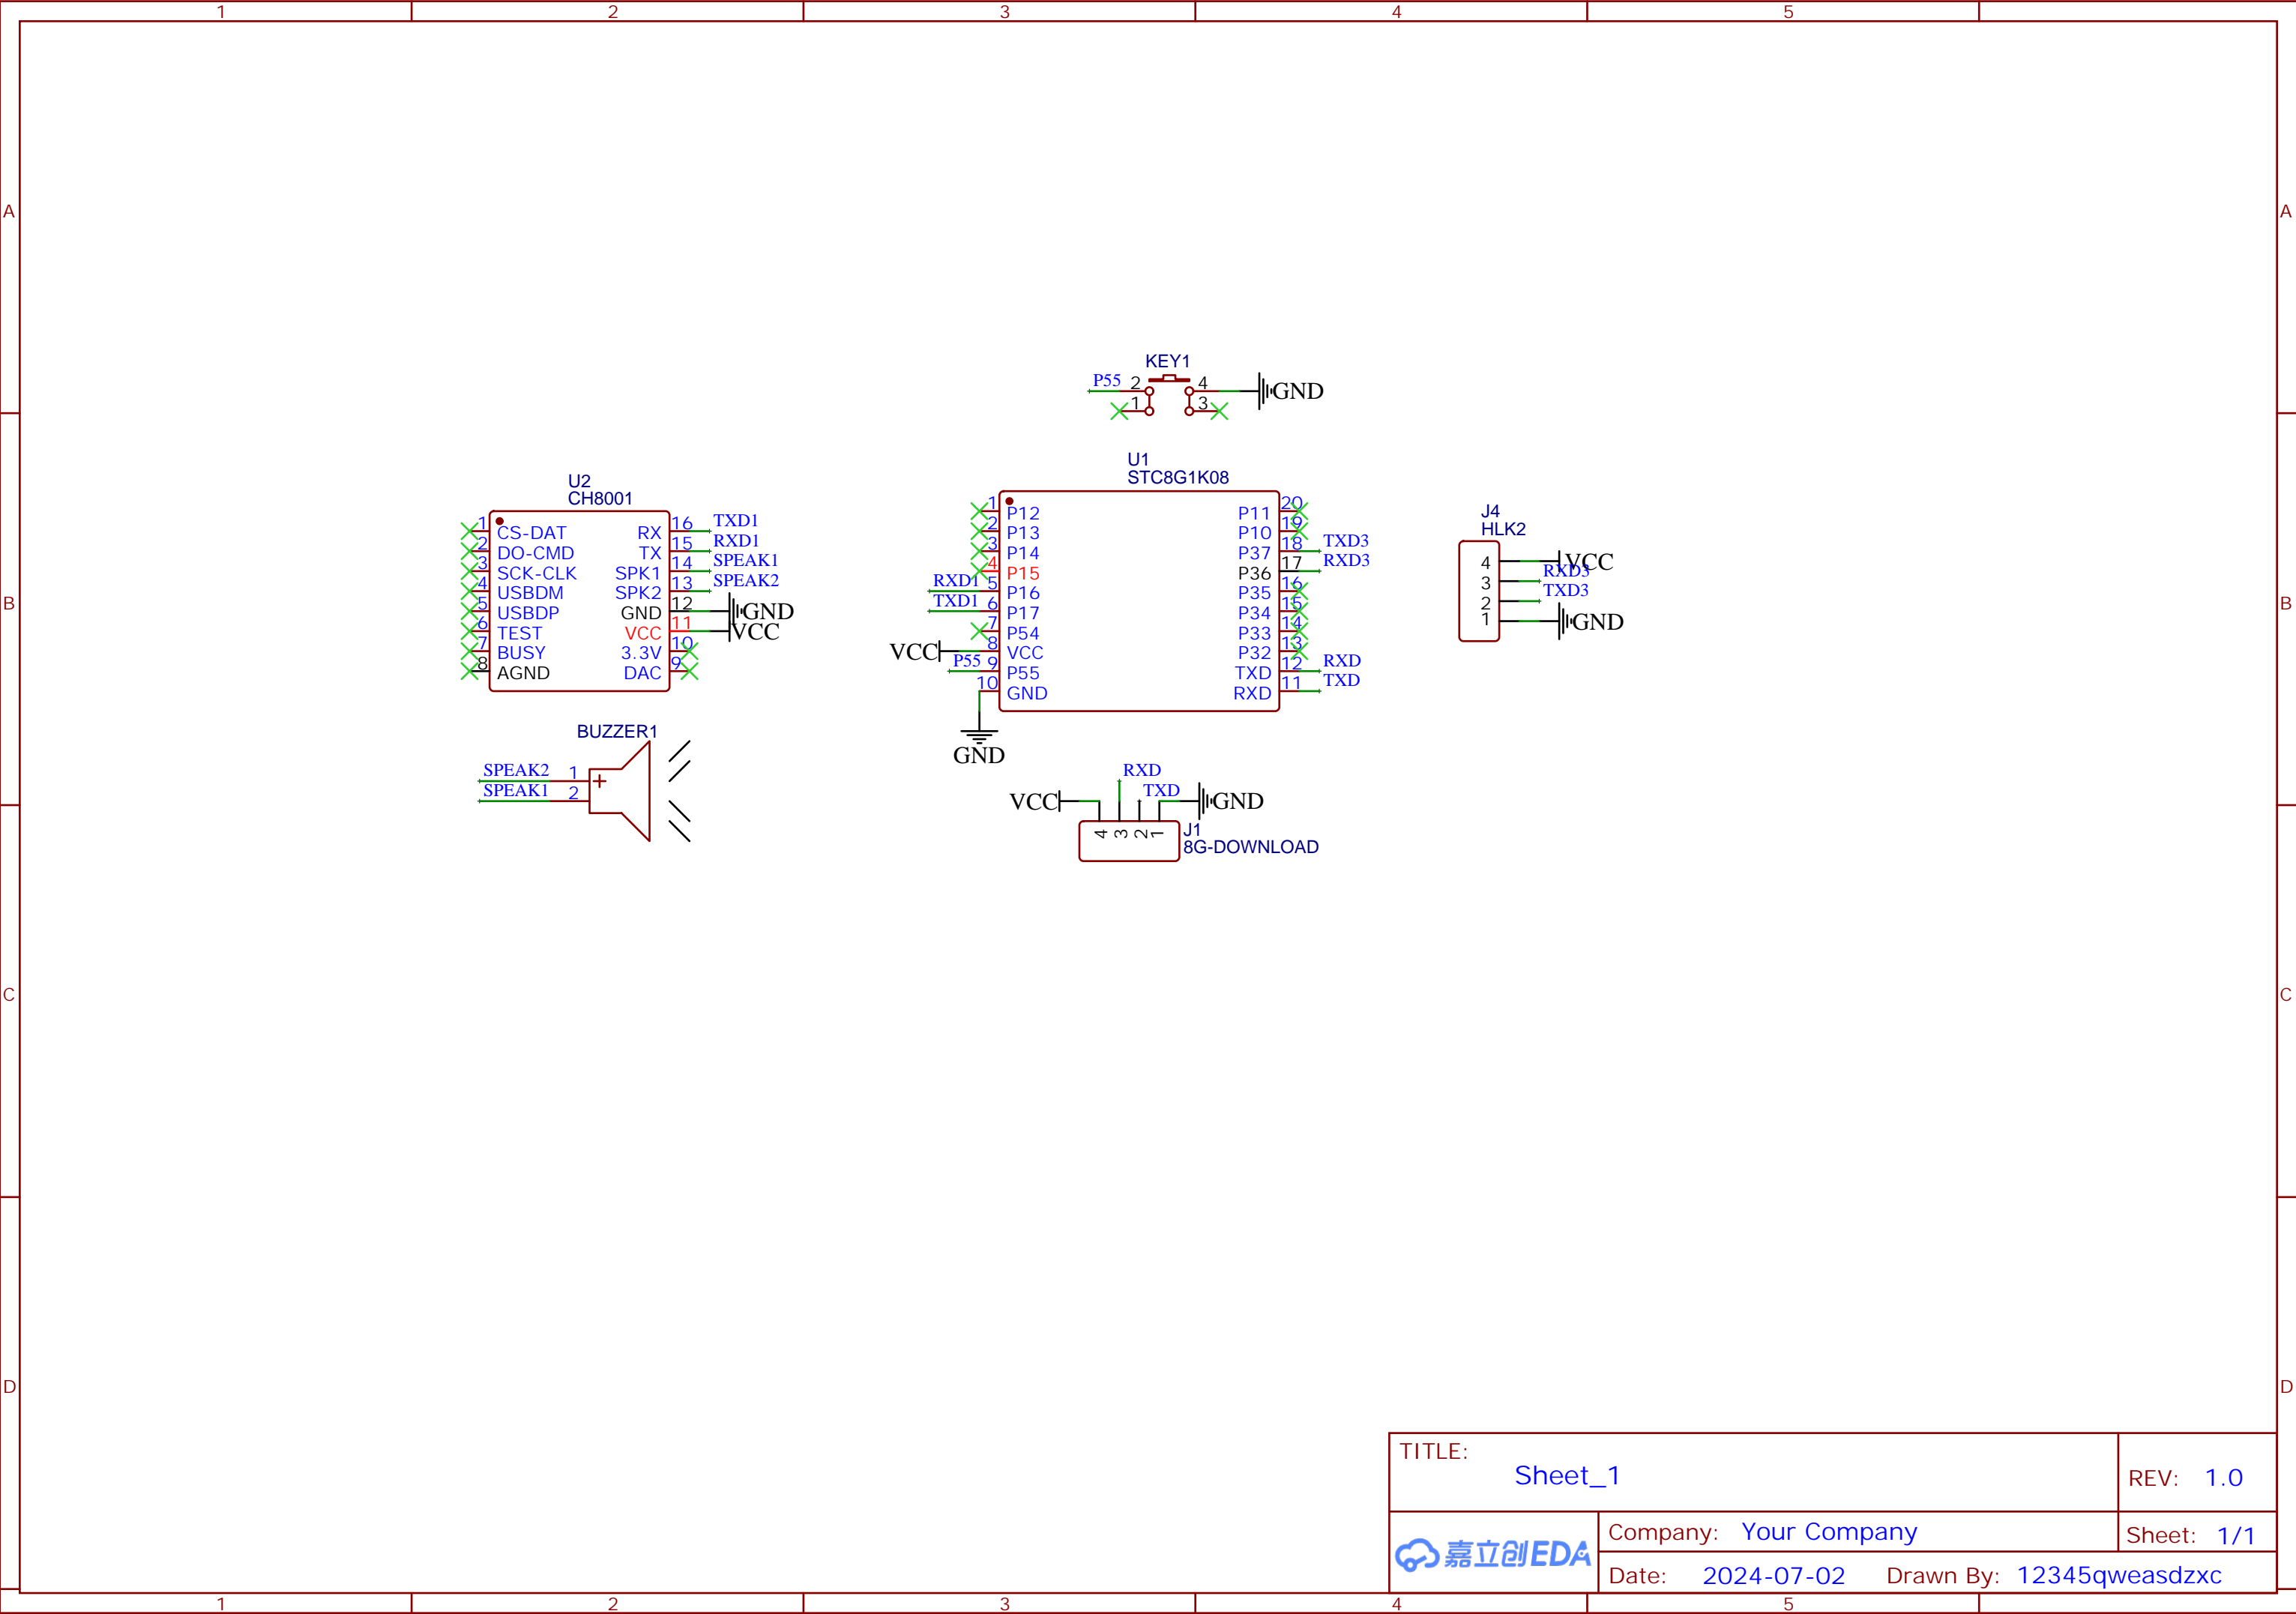 1 2 3 4 5
A A
KEY1
P55 2 4 GND
1 3
U1
STC8G1K08
U2
CH8001
1 CS-DAT RX 16 TXD1
2 DO-CMD TX 15 RXD1
3 SCK-CLK SPK1 14 SPEAK1
4 USBDM SPK2 13 SPEAK2
5 USBDP GND 12 GND
6 TEST VCC 11 VCC
7 BUSY 3.3V 10
8 AGND DAC 9
1 P12 P11 20
2 P13 P10 19
3 P14 P37 18 TXD3
4 P15 P36 17 RXD3
RXD1 5 P16 P35 16
TXD1 6 P17 P34 15
7 P54 P33 14
VCC 8 VCC P32 13
P55 9 P55 TXD 12 RXD
10 GND RXD 11 TXD
GND
J4
HLK2
4 VCC
3 RXD3
2 TXD3
1 GND
B B
BUZZER1
SPEAK2 1 +
SPEAK1 2
RXD
TXD
VCC GND
4 3 2 1
J1
8G-DOWNLOAD
C C
D D
TITLE:
Sheet_1
REV: 1.0
嘉立创EDA
Company: Your Company
Sheet: 1/1
Date: 2024-07-02 Drawn By: 12345qweasdzxc
1 2 3 4 5